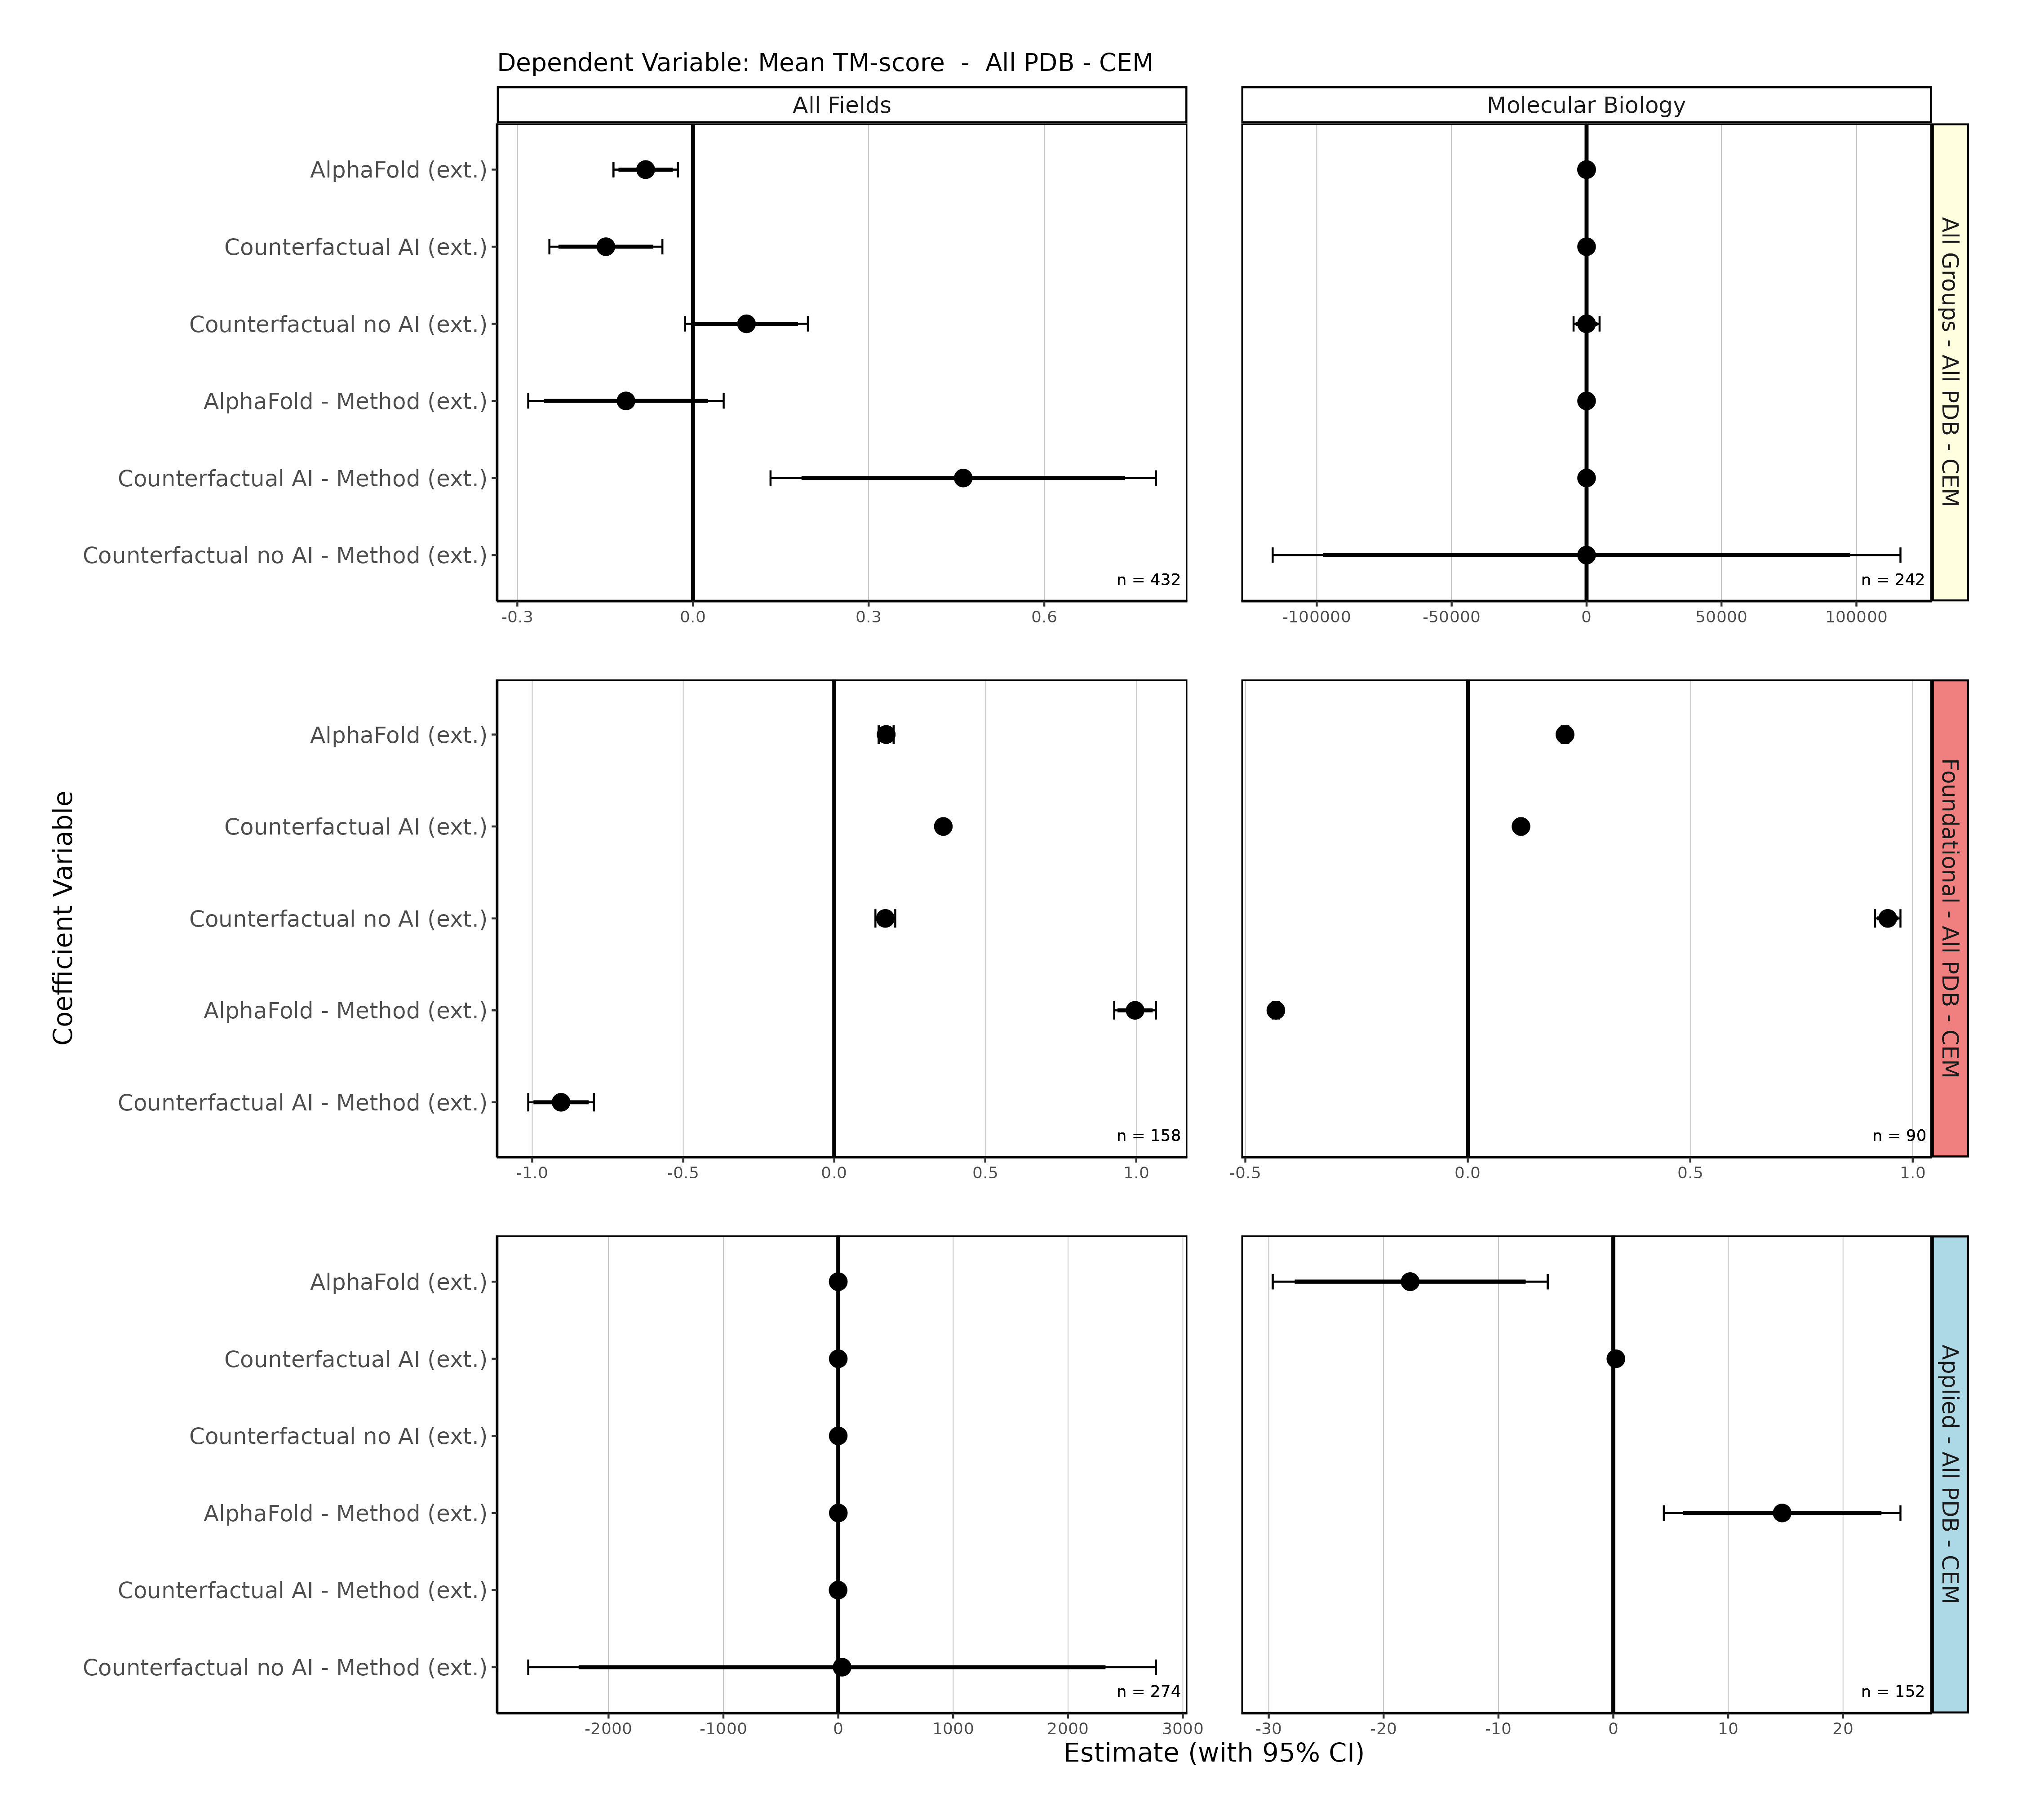 Dependent Variable: Mean TM-score - All PDB - CEM
All Fields
Molecular Biology
AlphaFold (ext.)
Counterfactual AI (ext.)
Counterfactual no AI (ext.)
AlphaFold - Method (ext.)
Counterfactual AI - Method (ext.)
Counterfactual no AI - Method (ext.)
n = 432
n = 242
-0.3 0.0 0.3 0.6
-100000 -50000 0 50000 100000
All Groups - All PDB - CEM
Coefficient Variable
AlphaFold (ext.)
Counterfactual AI (ext.)
Counterfactual no AI (ext.)
AlphaFold - Method (ext.)
Counterfactual AI - Method (ext.)
n = 158
n = 90
-1.0 -0.5 0.0 0.5 1.0
-0.5 0.0 0.5 1.0
Foundational - All PDB - CEM
AlphaFold (ext.)
Counterfactual AI (ext.)
Counterfactual no AI (ext.)
AlphaFold - Method (ext.)
Counterfactual AI - Method (ext.)
Counterfactual no AI - Method (ext.)
n = 274
n = 152
-2000 -1000 0 1000 2000 3000
-30 -20 -10 0 10 20
Applied - All PDB - CEM
Estimate (with 95% CI)